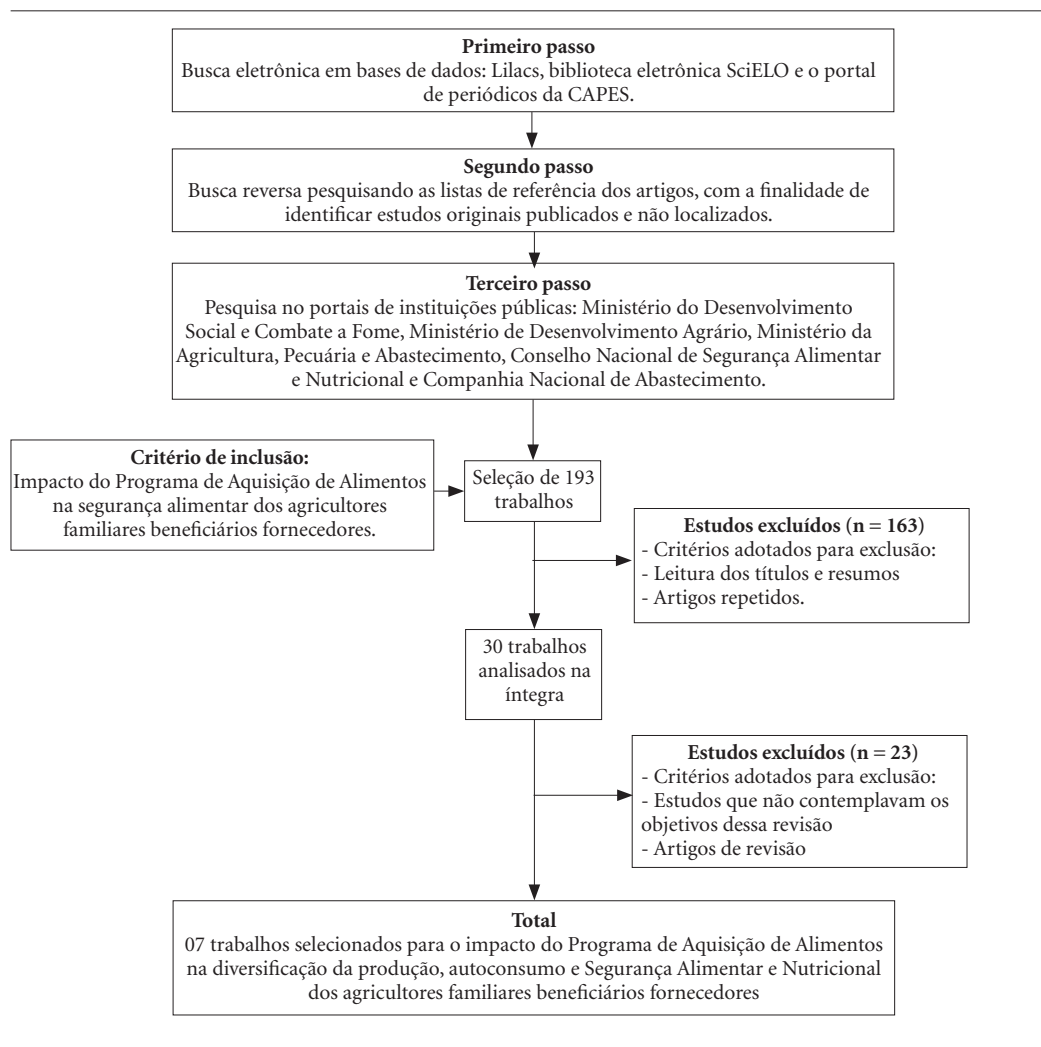 Primeiro passo
Busca eletrônica em bases de dados: Lilacs, biblioteca eletrônica SciELO e o portal
de periódicos da CAPES.
Segundo passo
Busca reversa pesquisando as listas de referência dos artigos, com a finalidade de
identificar estudos originais publicados e não localizados.
Terceiro passo
Pesquisa no portais de instituições públicas: Ministério do Desenvolvimento
Social e Combate a Fome, Ministério de Desenvolvimento Agrário, Ministério da
Agricultura, Pecuária e Abastecimento, Conselho Nacional de Segurança Alimentar
e Nutricional e Companhia Nacional de Abastecimento.
Critério de inclusão:
Impacto do Programa de Aquisição de Alimentos
na segurança alimentar dos agricultores
familiares beneficiários fornecedores.
Seleção de 193
trabalhos
Estudos excluídos (n = 163)
- Critérios adotados para exclusão:
- Leitura dos títulos e resumos
- Artigos repetidos.
30 trabalhos
analisados na
íntegra
Estudos excluídos (n = 23)
- Critérios adotados para exclusão:
- Estudos que não contemplavam os
objetivos dessa revisão
- Artigos de revisão
Total
07 trabalhos selecionados para o impacto do Programa de Aquisição de Alimentos
na diversificação da produção, autoconsumo e Segurança Alimentar e Nutricional
dos agricultores familiares beneficiários fornecedores